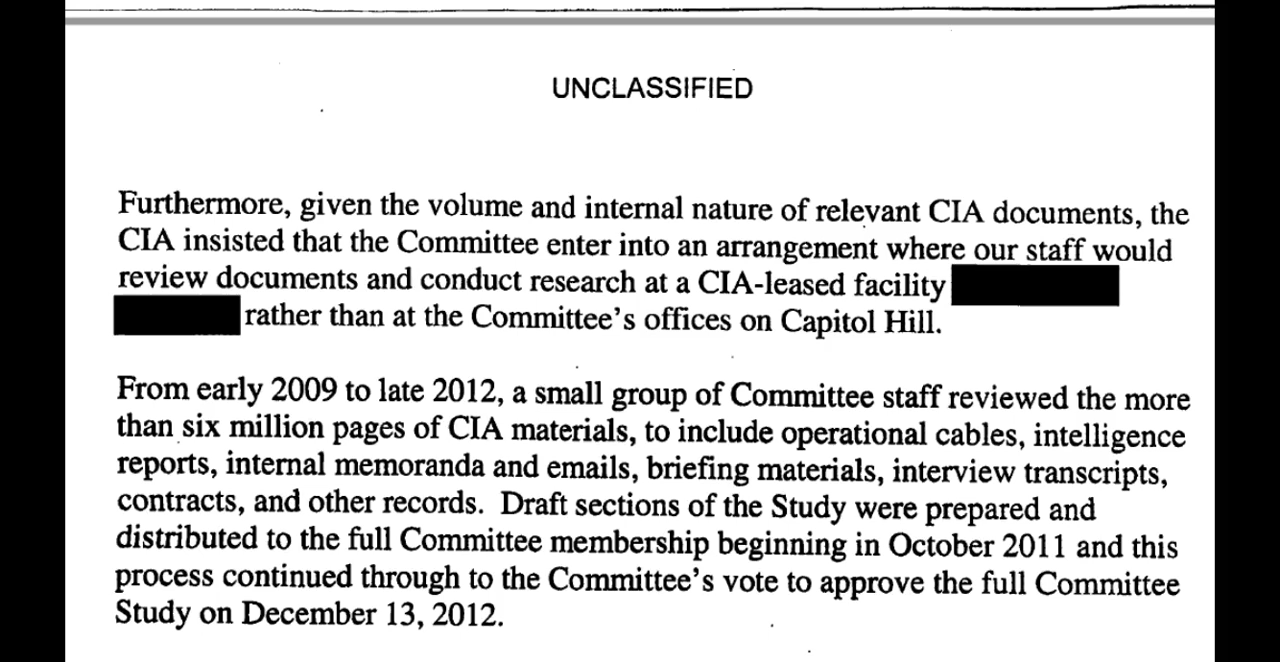 UNCLASSIFIED
Furthermore, given the volume and internal nature of relevant CIA documents, the
CIA insisted that the Committee enter into an arrangement where our staff would
review documents and conduct research at a CIA-leased facility
rather than at the Committee's offices on Capitol Hill.
From early 2009 to late 2012, a small group of Committee staff reviewed the more
than six million pages of CIA materials, to include operational cables, intelligence
reports, internal memoranda and emails, briefing materials, interview transcripts,
contracts, and other records.  Draft sections of the Study were prepared and
distributed to the full Committee membership beginning in October 2011 and this
process continued through to the Committee's vote to approve the full Committee
Study on December 13, 2012.